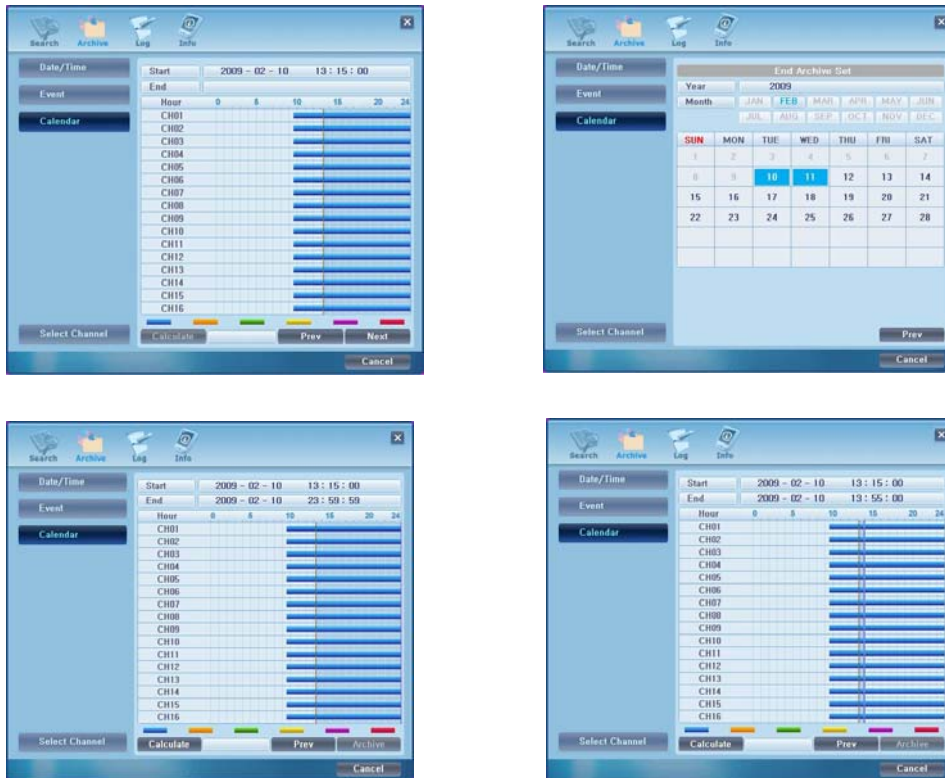 Search Archive Log Info
Date/Time
Event
Calendar
Start 2009 - 02 - 10 13 : 15 : 00
End
Hour 0 10 15 20 24
CH01
CH02
CH03
CH04
CH05
CH06
CH07
CH08
CH09
CH10
CH11
CH12
CH13
CH14
CH15
CH16
Select Channel
Calculate Prev Next
Cancel
Search Archive Log Info
Date/Time
Event
Calendar
End Archive Set
Year 2009
Month JAN FEB MAR APR MAY JUN
JUL AUG SEP OCT NOV DEC
SUN MON TUE WED THU FRI SAT
1 2 3 4 5 6 7
8 9 10 11 12 13 14
15 16 17 18 19 20 21
22 23 24 25 26 27 28
Select Channel
Prev
Cancel
Search Archive Log Info
Date/Time
Event
Calendar
Start 2009 - 02 - 10 13 : 15 : 00
End 2009 - 02 - 10 23 : 59 : 59
Hour 0 10 15 20 24
CH01
CH02
CH03
CH04
CH05
CH06
CH07
CH08
CH09
CH10
CH11
CH12
CH13
CH14
CH15
CH16
Select Channel
Calculate Prev Archive
Cancel
Search Archive Log Info
Date/Time
Event
Calendar
Start 2009 - 02 - 10 13 : 15 : 00
End 2009 - 02 - 10 13 : 55 : 00
Hour 0 10 15 20 24
CH01
CH02
CH03
CH04
CH05
CH06
CH07
CH08
CH09
CH10
CH11
CH12
CH13
CH14
CH15
CH16
Select Channel
Calculate Prev Archive
Cancel